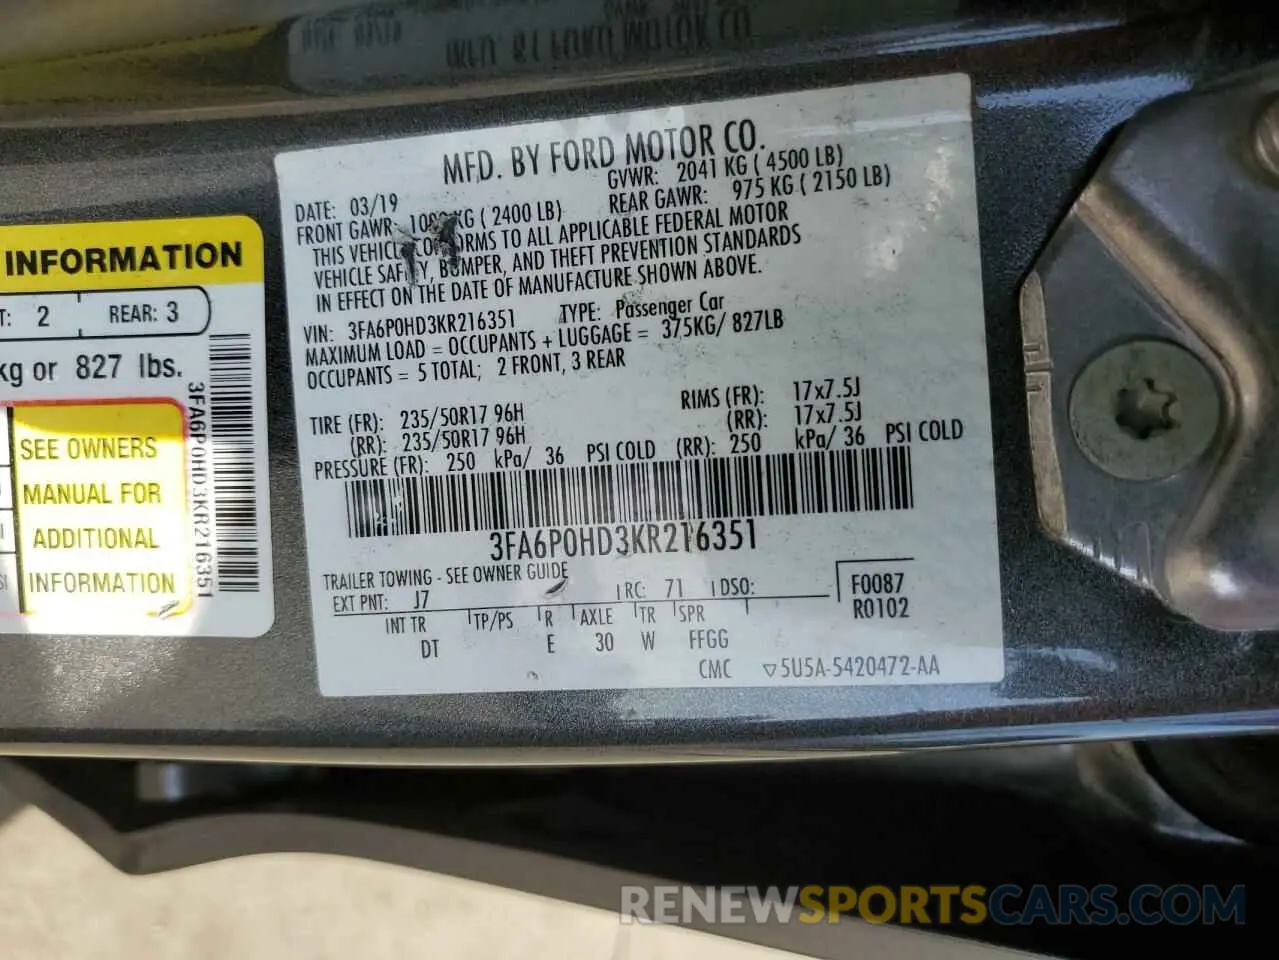 MFD. BY FORD MOTOR CO.
DATE: 03/19
GVWR: 2041 KG ( 4500 LB)
FRONT GAWR: KG ( 2400 LB)
REAR GAWR: 975 KG ( 2150 LB)
THIS VEHICLE CONFORMS TO ALL APPLICABLE FEDERAL MOTOR
VEHICLE SAFETY, BUMPER, AND THEFT PREVENTION STANDARDS
IN EFFECT ON THE DATE OF MANUFACTURE SHOWN ABOVE.
VIN: 3FA6P0HD3KR216351
TYPE: Passenger Car
MAXIMUM LOAD = OCCUPANTS + LUGGAGE = 375KG/ 827LB
OCCUPANTS = 5 TOTAL; 2 FRONT, 3 REAR
TIRE (FR): 235/50R17 96H
RIMS (FR): 17x7.5J
(RR): 235/50R17 96H
(RR): 17x7.5J
PRESSURE (FR): 250 kPa/ 36 PSI COLD (RR): 250 kPa/ 36 PSI COLD
3FA6P0HD3KR216351
TRAILER TOWING - SEE OWNER GUIDE
EXT PNT: J7 RC: 71 DSO:
F0087
R0102
INT TR TP/PS R AXLE TR SPR
DT E 30 W FFGG
CMC ▽5U5A-5420472-AA
INFORMATION
T: 2 REAR: 3
kg or 827 lbs.
SEE OWNERS
MANUAL FOR
ADDITIONAL
INFORMATION
3FA6P0HD3KR216351
RENEWSPORTSCARS.COM